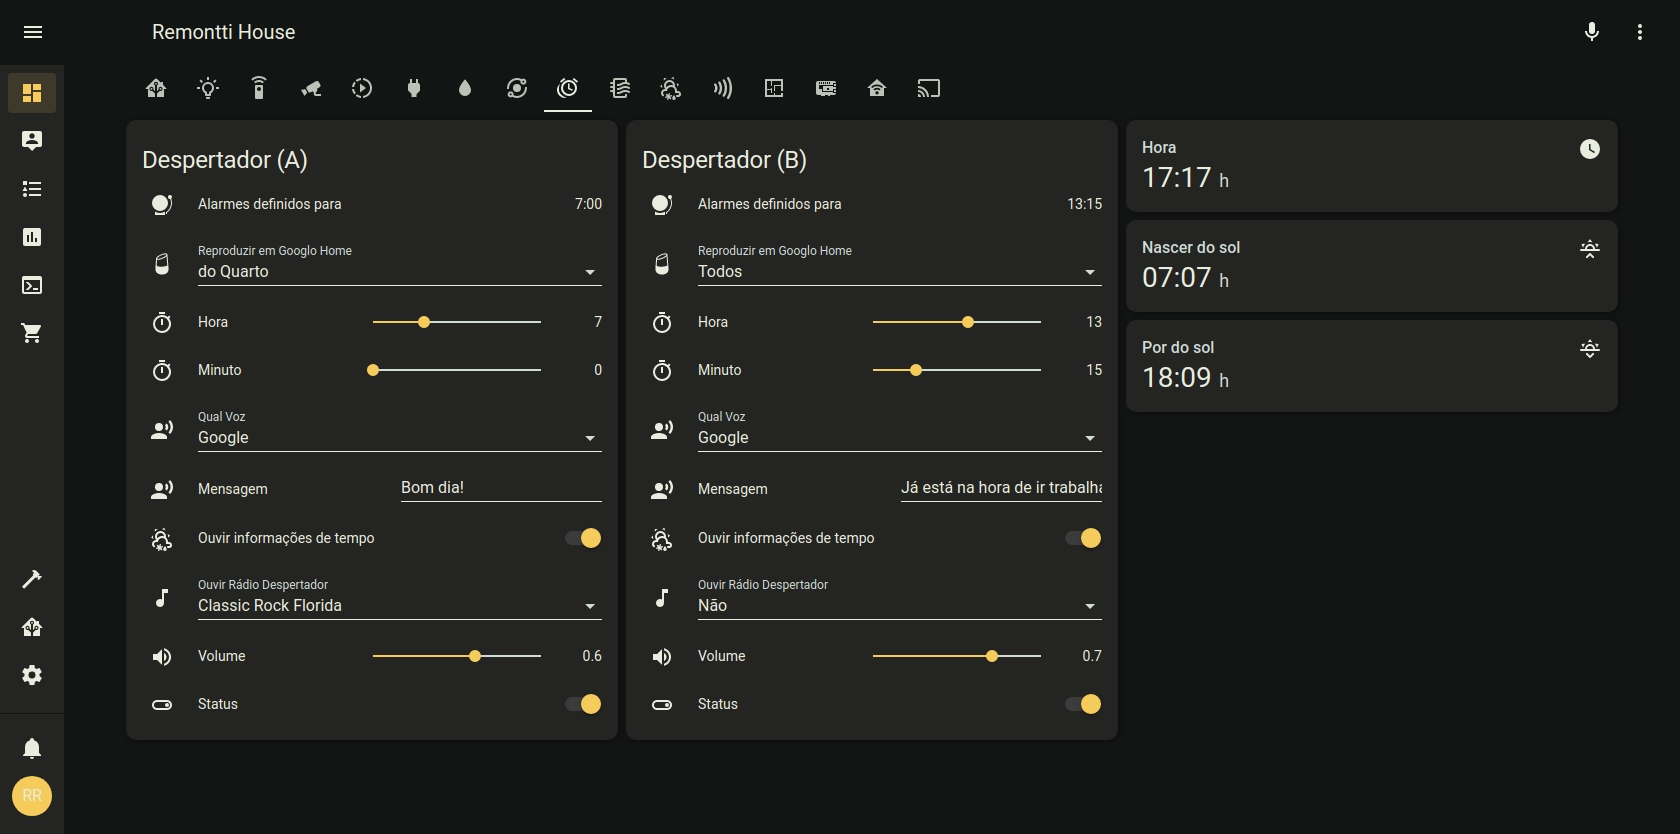 Remontti House
Despertador (A)
Alarmes definidos para 7:00
Reproduzir em Googlo Home
do Quarto
Hora 7
Minuto 0
Qual Voz
Google
Mensagem Bom dia!
Ouvir informações de tempo
Ouvir Rádio Despertador
Classic Rock Florida
Volume 0.6
Status
Despertador (B)
Alarmes definidos para 13:15
Reproduzir em Googlo Home
Todos
Hora 13
Minuto 15
Qual Voz
Google
Mensagem Já está na hora de ir trabalha
Ouvir informações de tempo
Ouvir Rádio Despertador
Não
Volume 0.7
Status
Hora
17:17 h
Nascer do sol
07:07 h
Por do sol
18:09 h
RR